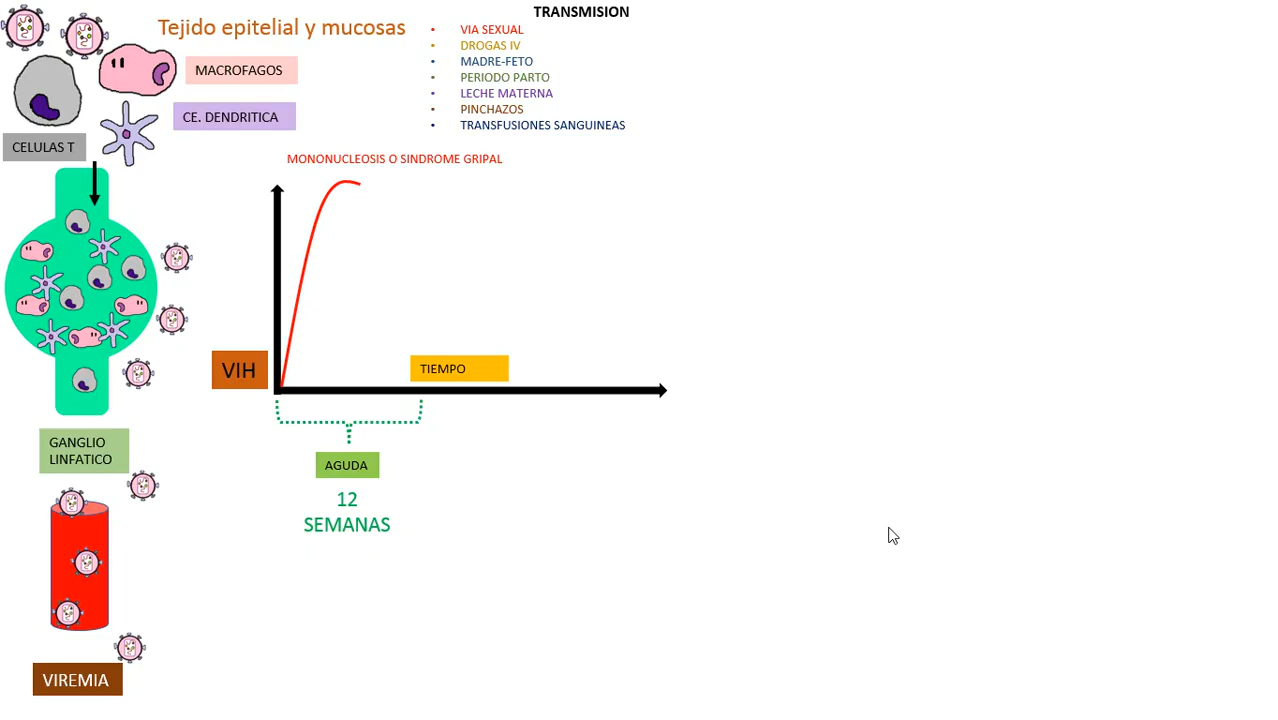 TRANSMISION
Tejido epitelial y mucosas
• VIA SEXUAL
• DROGAS IV
• MADRE-FETO
• PERIODO PARTO
• LECHE MATERNA
• PINCHAZOS
• TRANSFUSIONES SANGUINEAS
MACROFAGOS
CE. DENDRITICA
CELULAS T
MONONUCLEOSIS O SINDROME GRIPAL
VIH
TIEMPO
GANGLIO
LINFATICO
AGUDA
12
SEMANAS
VIREMIA